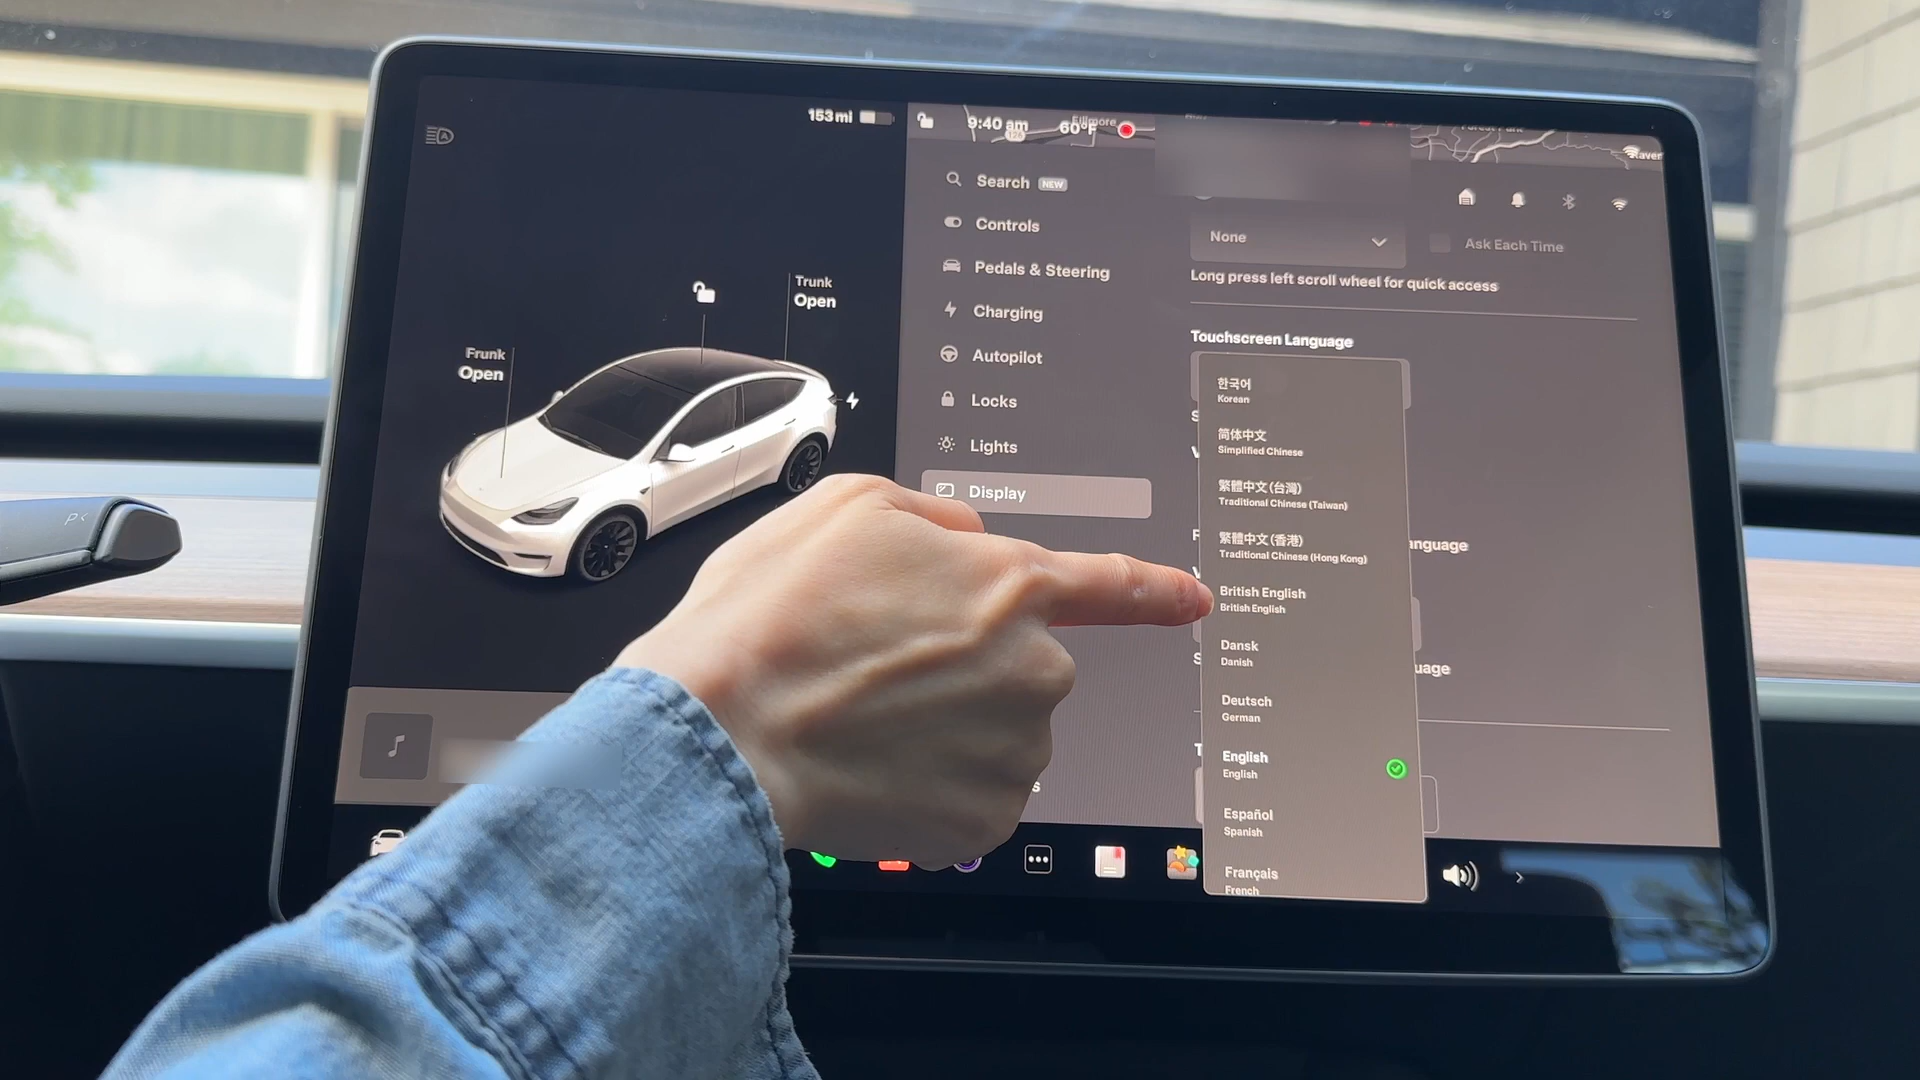 153 mi
9:40 am
60°F
Fillmore
126
Search NEW
Controls
Pedals & Steering
Charging
Autopilot
Locks
Lights
Display
Trunk
Open
Frunk
Open
P
None
Ask Each Time
Long press left scroll wheel for quick access
Touchscreen Language
한국어
Korean
简体中文
Simplified Chinese
繁體中文(台灣)
Traditional Chinese (Taiwan)
繁體中文(香港)
Traditional Chinese (Hong Kong)
British English
British English
Dansk
Danish
Deutsch
German
English
English
Español
Spanish
Français
French